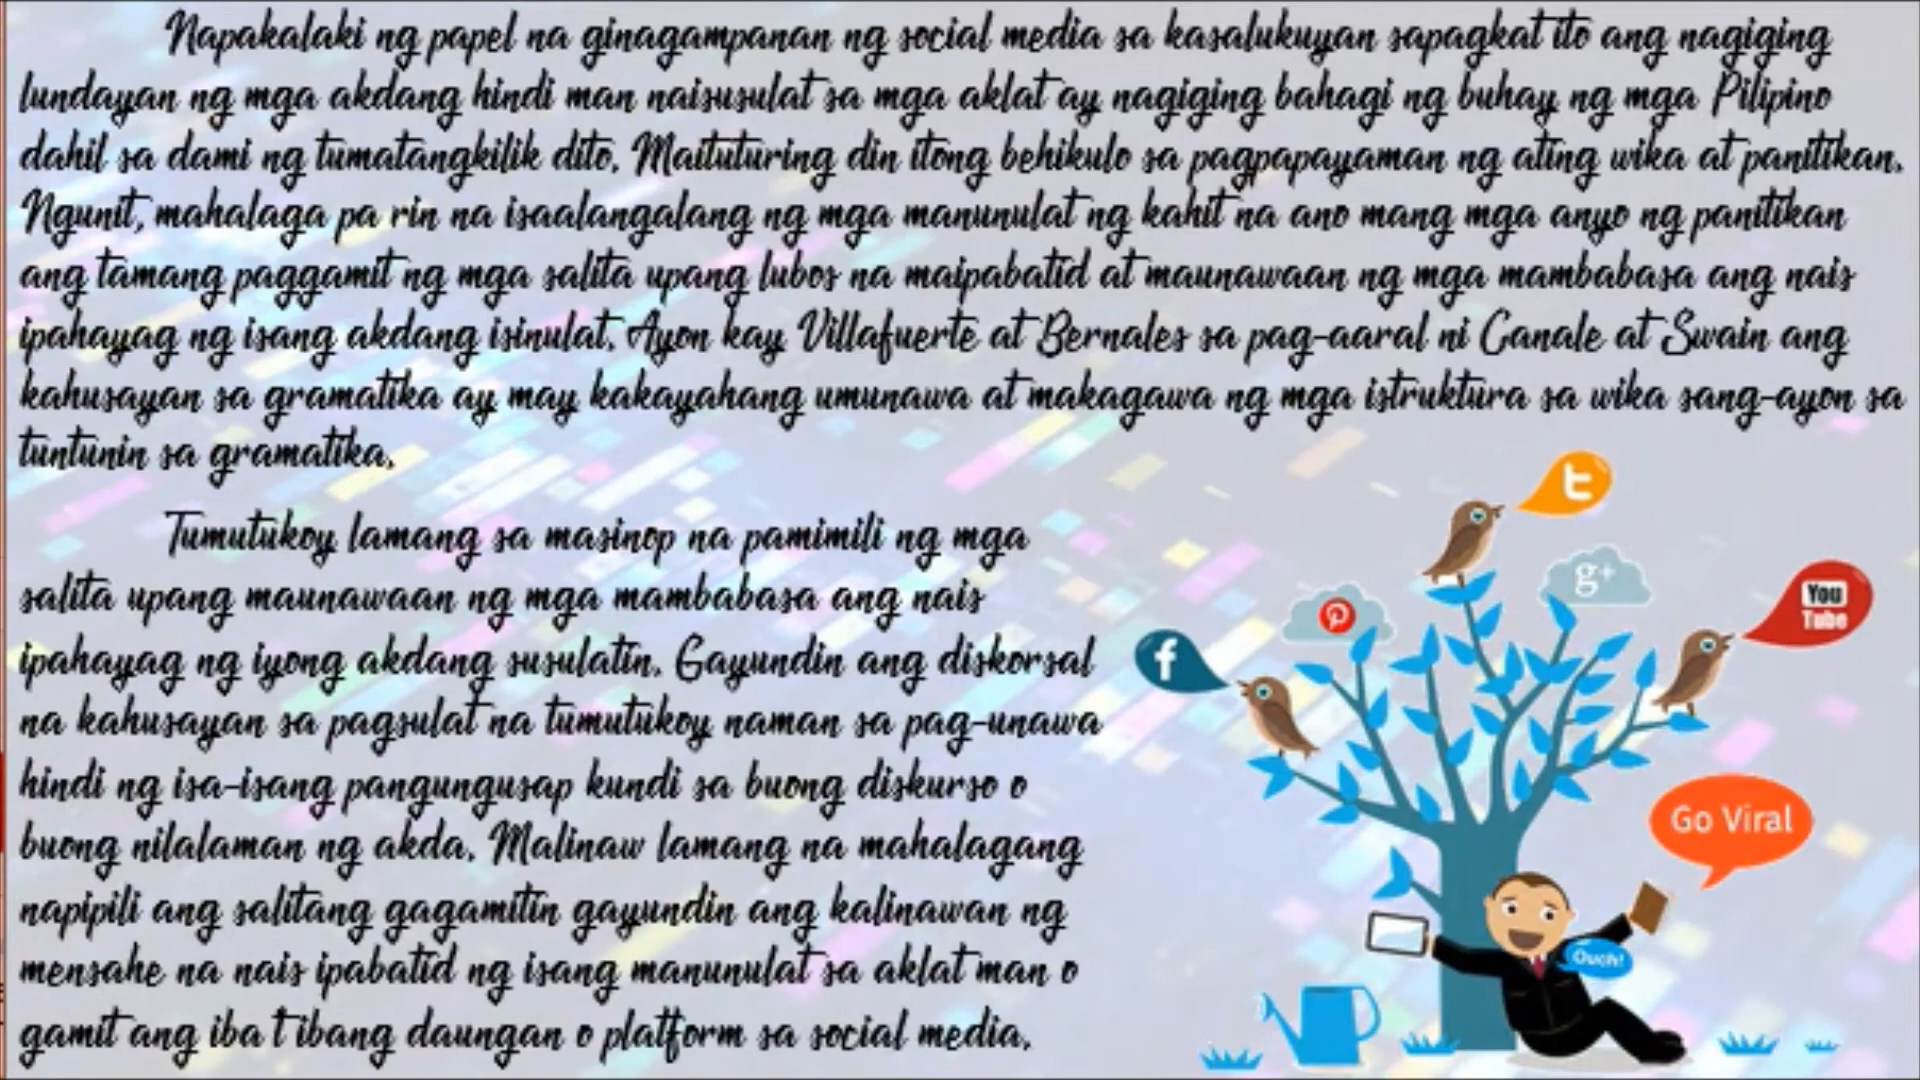 Napakalaki ng papel na ginagampanan ng social media sa kasalukuyan sapagkat ito ang nagiging
lundayan ng mga akdang hindi man naisusulat sa mga aklat ay nagiging bahagi ng buhay ng mga Pilipino
dahil sa dami ng tumatangkilik dito. Maituturing din itong behikulo sa pagpapayaman ng ating wika at panitikan.
Ngunit, mahalaga pa rin na isaalangalang ng mga manunulat ng kahit na ano mang mga anyo ng panitikan
ang tamang paggamit ng mga salita upang lubos na maipabatid at maunawaan ng mga mambabasa ang nais
ipahayag ng isang akdang isinulat. Ayon kay Villafuerte at Bernales sa pag-aaral ni Canale at Swain ang
kahusayan sa gramatika ay may kakayahang umunawa at makagawa ng mga istruktura sa wika sang-ayon sa
tuntunin sa gramatika.
Tumutukoy lamang sa masinop na pamimili ng mga
salita upang maunawaan ng mga mambabasa ang nais
ipahayag ng iyong akdang susulatin. Gayundin ang diskorsal
na kahusayan sa pagsulat na tumutukoy naman sa pag-unawa
hindi ng isa-isang pangungusap kundi sa buong diskurso o
buong nilalaman ng akda. Malinaw lamang na mahalagang
napipili ang salitang gagamitin gayundin ang kalinawan ng
mensahe na nais ipabatid ng isang manunulat sa aklat man o
gamit ang iba t ibang daungan o platform sa social media.
t
g+
You
Tube
f
Go Viral
Ouch!